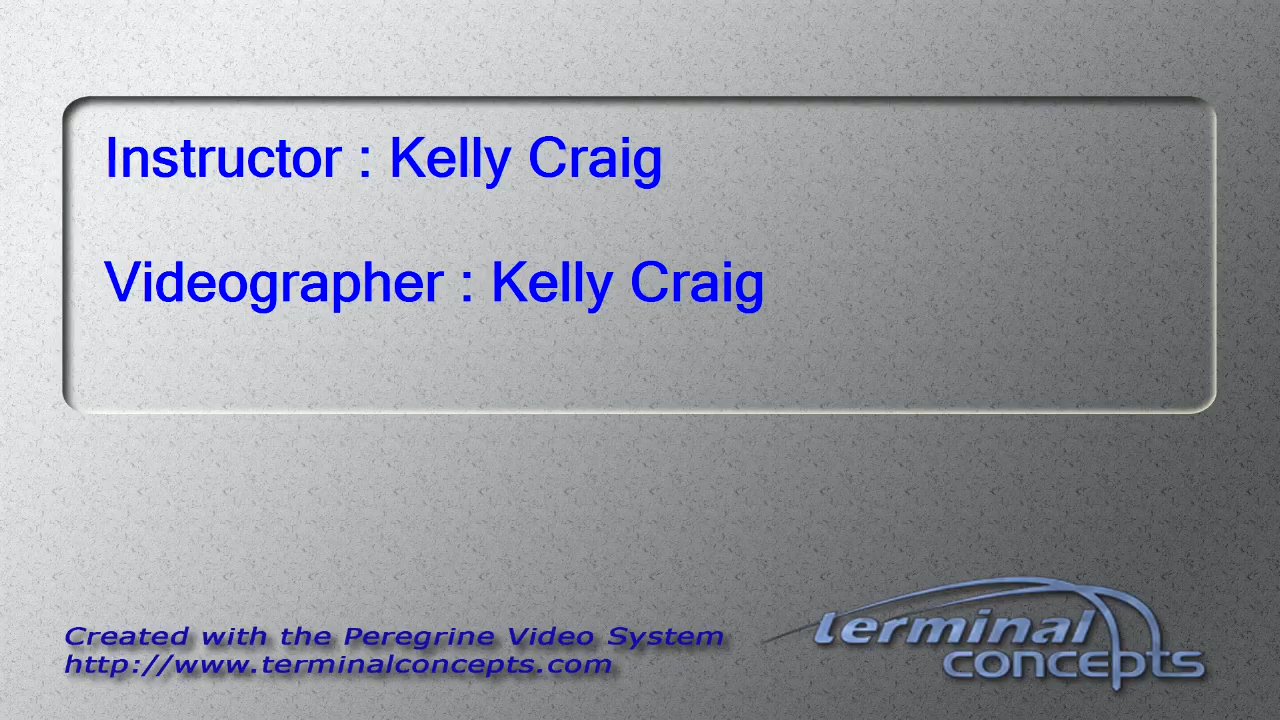 Instructor : Kelly Craig
Videographer : Kelly Craig
Created with the Peregrine Video System
http://www.terminalconcepts.com
terminal
concepts